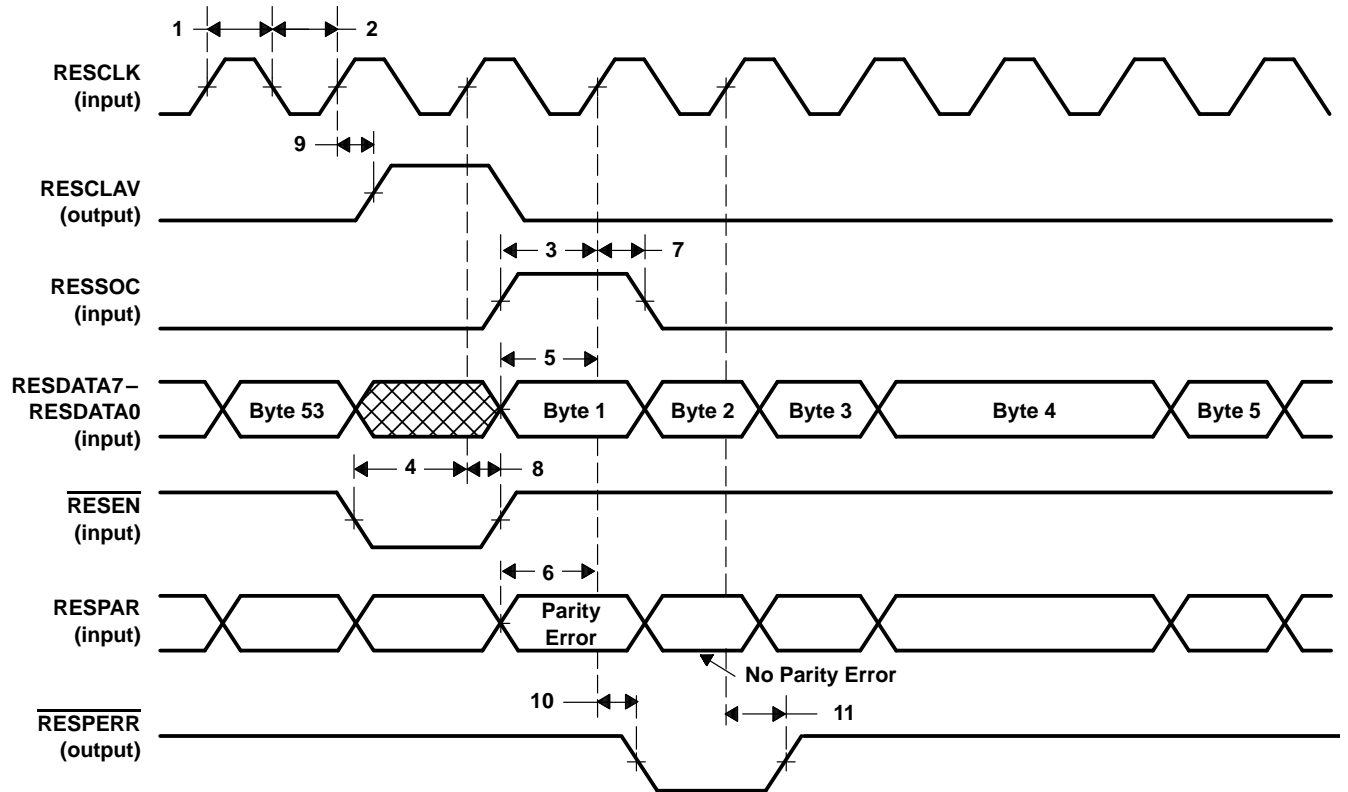 1
2
RESCLK
(input)
9
RESCLAV
(output)
3
7
RESSOC
(input)
5
RESDATA7–
RESDATA0
Byte 53
Byte 1
Byte 2
Byte 3
Byte 4
Byte 5
4
8
RESEN
(input)
6
RESPAR
(input)
Parity
Error
No Parity Error
10
11
RESPERR
(output)